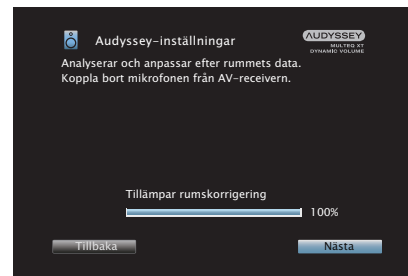 Audyssey-inställningar
AUDYSSEY
MULTEQ XT
DYNAMIC VOLUME
Analyserar och anpassar efter rummets data.
Koppla bort mikrofonen från AV-receivern.
Tillämpar rumskorrigering
100%
Tillbaka
Nästa